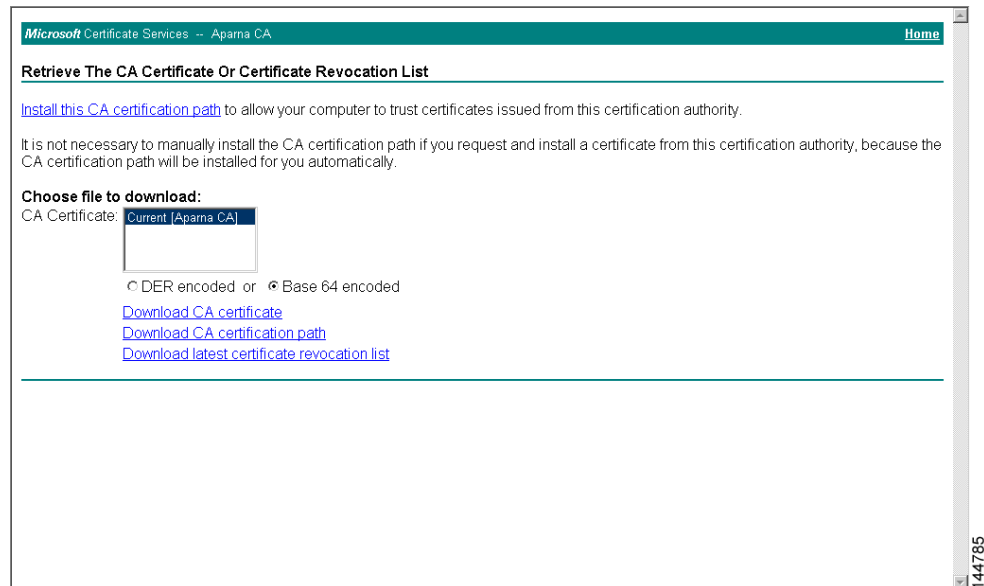 Microsoft Certificate Services -- Aparna CA Home
Retrieve The CA Certificate Or Certificate Revocation List
Install this CA certification path to allow your computer to trust certificates issued from this certification authority.
It is not necessary to manually install the CA certification path if you request and install a certificate from this certification authority, because the
CA certification path will be installed for you automatically.
Choose file to download:
CA Certificate: Current [Aparna CA]
DER encoded or Base 64 encoded
Download CA certificate
Download CA certification path
Download latest certificate revocation list
144785